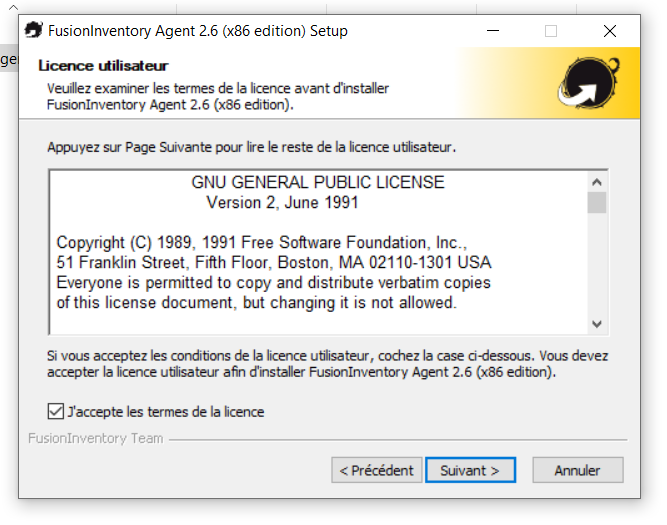 ge
FusionInventory Agent 2.6 (x86 edition) Setup
Licence utilisateur
Veuillez examiner les termes de la licence avant d'installer
FusionInventory Agent 2.6 (x86 edition).
Appuyez sur Page Suivante pour lire le reste de la licence utilisateur.
GNU GENERAL PUBLIC LICENSE
Version 2, June 1991
Copyright (C) 1989, 1991 Free Software Foundation, Inc.,
51 Franklin Street, Fifth Floor, Boston, MA 02110-1301 USA
Everyone is permitted to copy and distribute verbatim copies
of this license document, but changing it is not allowed.
Si vous acceptez les conditions de la licence utilisateur, cochez la case ci-dessous. Vous devez
accepter la licence utilisateur afin d'installer FusionInventory Agent 2.6 (x86 edition).
J'accepte les termes de la licence
FusionInventory Team
< Précédent
Suivant >
Annuler